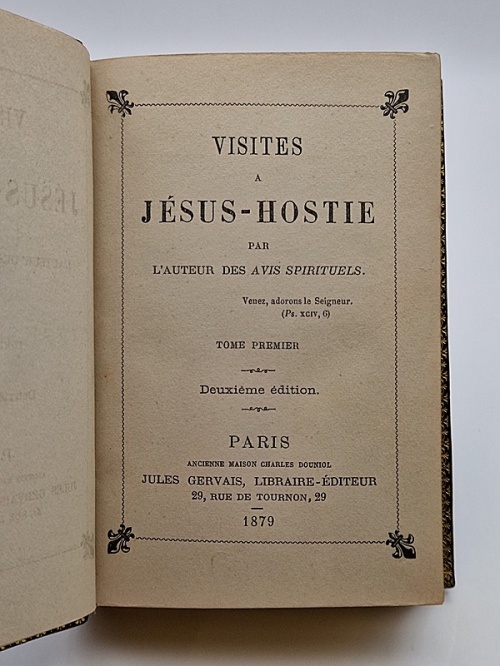 VISITES
A
JÉSUS-HOSTIE
PAR
L'AUTEUR DES AVIS SPIRITUELS.
Venez, adorons le Seigneur.
(Ps. XCIV, 6)
TOME PREMIER
Deuxième édition.
PARIS
ANCIENNE MAISON CHARLES DOUNIOL
JULES GERVAIS, LIBRAIRE-ÉDITEUR
29, RUE DE TOURNON, 29
1879